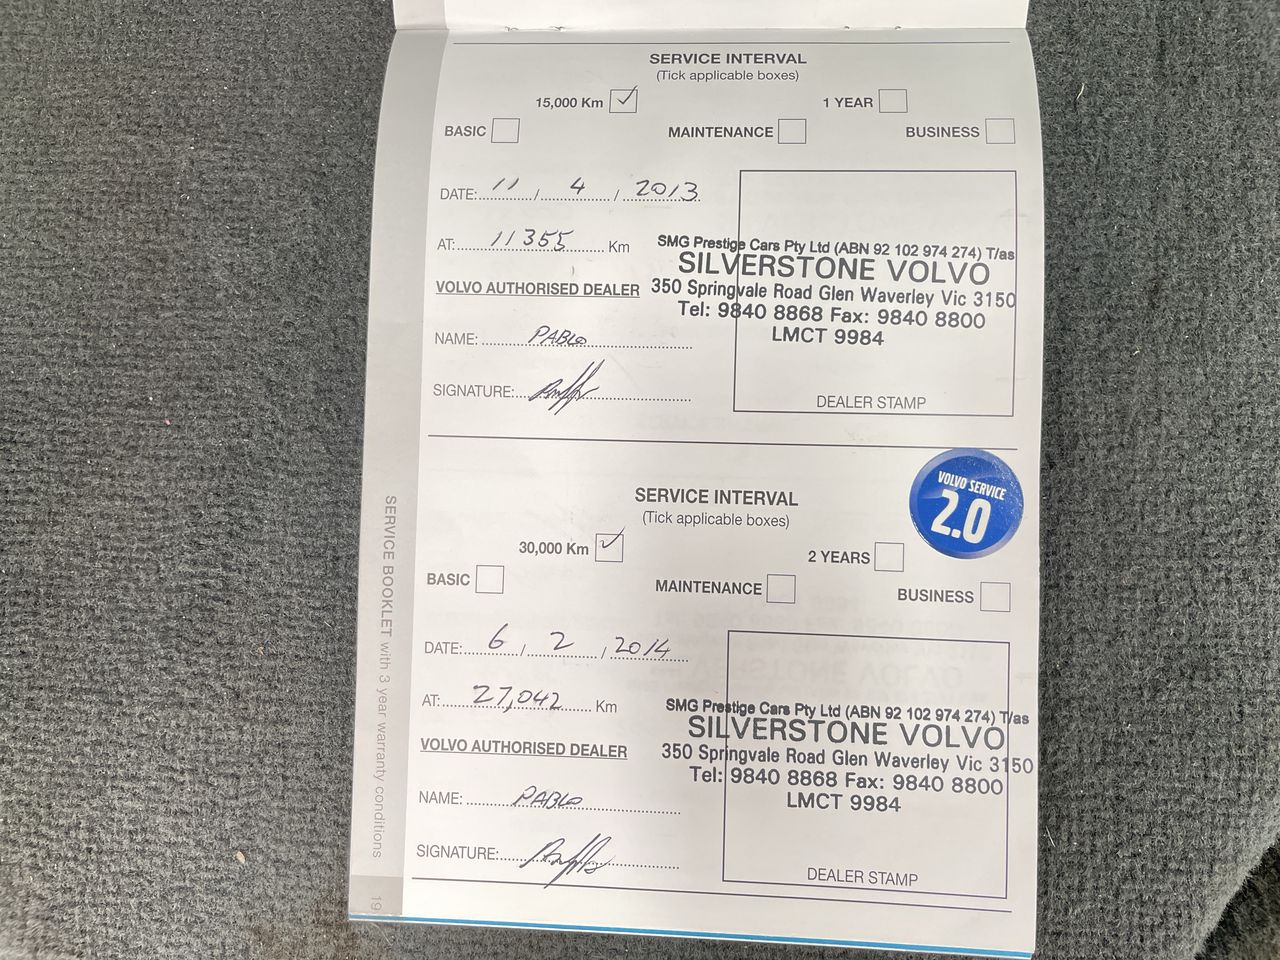 SERVICE INTERVAL
(Tick applicable boxes)
15,000 Km ✓ 1 YEAR
BASIC MAINTENANCE BUSINESS
DATE: 11 / 4 / 2013
AT: 11355 Km
SMG Prestige Cars Pty Ltd (ABN 92 102 974 274) T/as
SILVERSTONE VOLVO
350 Springvale Road Glen Waverley Vic 3150
Tel: 9840 8868 Fax: 9840 8800
LMCT 9984
VOLVO AUTHORISED DEALER
NAME: PABLO
SIGNATURE:
DEALER STAMP
VOLVO SERVICE
2.0
SERVICE INTERVAL
(Tick applicable boxes)
30,000 Km ✓ 2 YEARS
BASIC MAINTENANCE BUSINESS
DATE: 6 / 2 / 2014
AT: 27,042 Km
SMG Prestige Cars Pty Ltd (ABN 92 102 974 274) T/as
SILVERSTONE VOLVO
350 Springvale Road Glen Waverley Vic 3150
Tel: 9840 8868 Fax: 9840 8800
LMCT 9984
VOLVO AUTHORISED DEALER
NAME: PABLO
SIGNATURE:
DEALER STAMP
SERVICE BOOKLET with 3 year warranty conditions
19